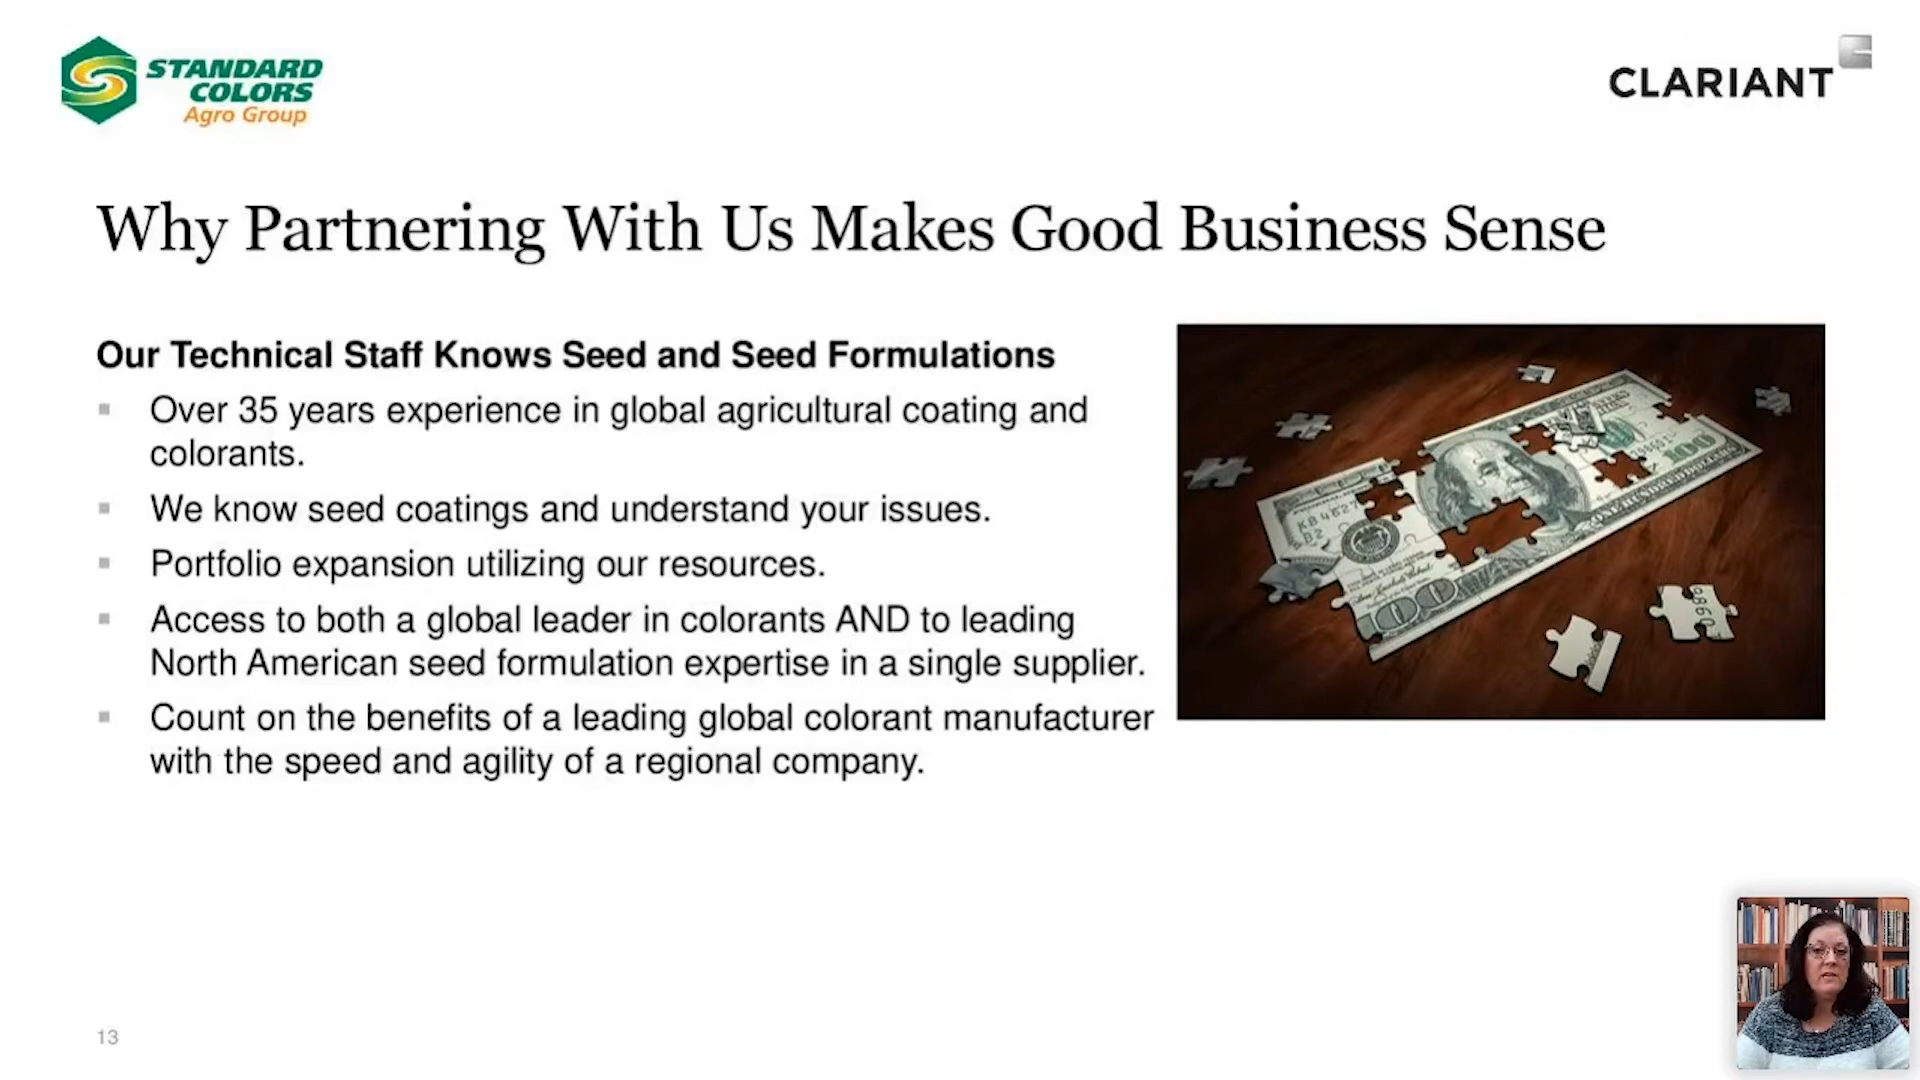 STANDARD
COLORS
Agro Group
CLARIANT
Why Partnering With Us Makes Good Business Sense
Our Technical Staff Knows Seed and Seed Formulations
Over 35 years experience in global agricultural coating and
colorants.
We know seed coatings and understand your issues.
Portfolio expansion utilizing our resources.
Access to both a global leader in colorants AND to leading
North American seed formulation expertise in a single supplier.
Count on the benefits of a leading global colorant manufacturer
with the speed and agility of a regional company.
100
100
13